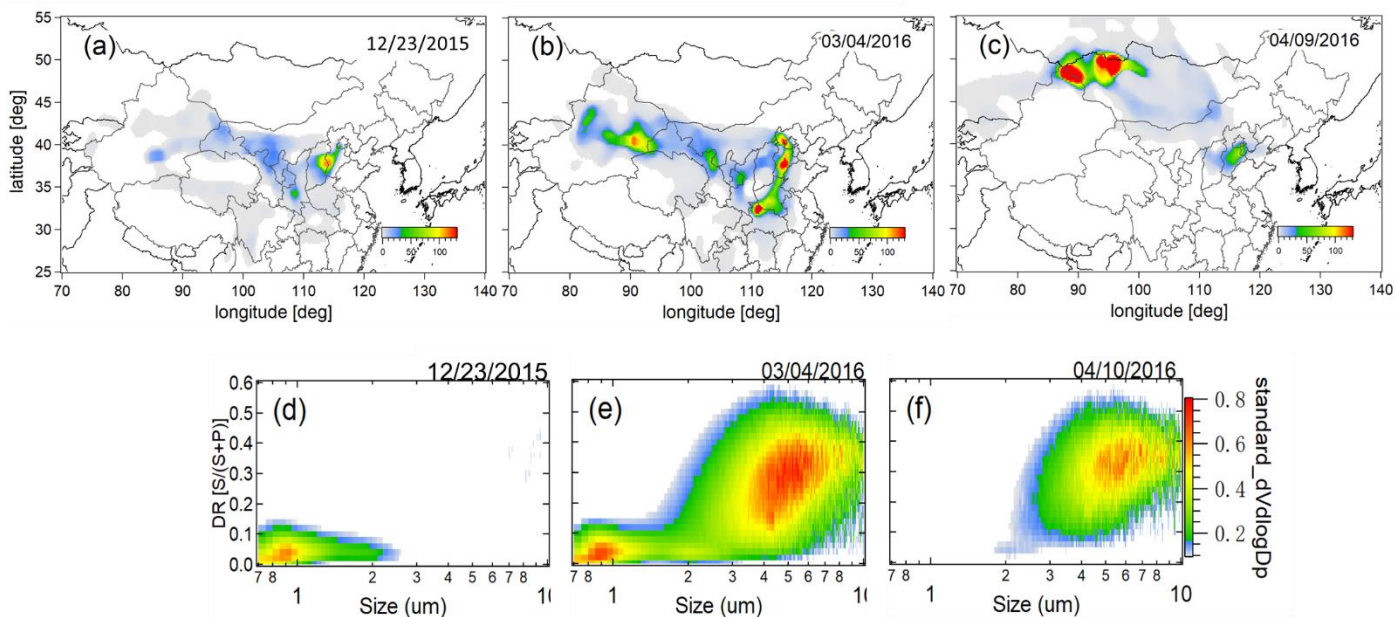 (a) 12/23/2015
(b) 03/04/2016
(c) 04/09/2016
latitude [deg]
55
50
45
40
35
30
25
0 50 100
0 50 100
0 50 100
70 80 90 100 110 120 130 140
70 80 90 100 110 120 130 140
70 80 90 100 110 120 130 140
longitude [deg]
longitude [deg]
longitude [deg]
12/23/2015
03/04/2016
04/10/2016
(d)
(e)
(f)
DR [S/(S+P)]
0.6
0.5
0.4
0.3
0.2
0.1
0.0
7 8 1 2 3 4 5 6 7 8 10
7 8 1 2 3 4 5 6 7 8 10
7 8 1 2 3 4 5 6 7 8 10
Size (um)
Size (um)
Size (um)
0.8
0.6
0.4
0.2
standard_dVdlogDp